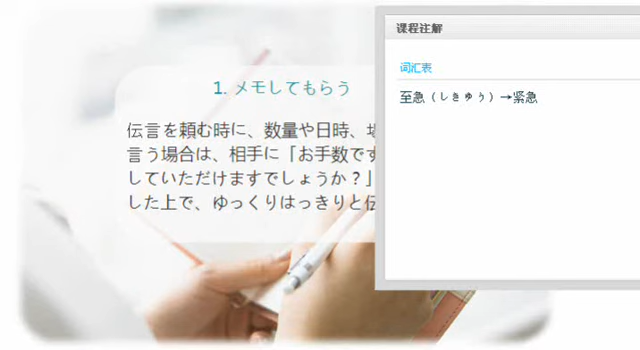 1. メモしてもらう
伝言を頼む時に、数量や日時、
言う場合は、相手に「お手数です
していただけますでしょうか？」
した上で、ゆっくりはっきりと伝
课程注解
词汇表
至急（しきゅう）→紧急